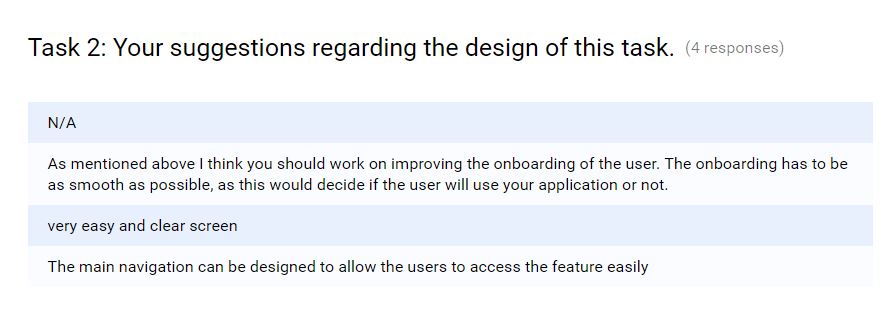 Task 2: Your suggestions regarding the design of this task. (4 responses)
N/A
As mentioned above I think you should work on improving the onboarding of the user. The onboarding has to be
as smooth as possible, as this would decide if the user will use your application or not.
very easy and clear screen
The main navigation can be designed to allow the users to access the feature easily